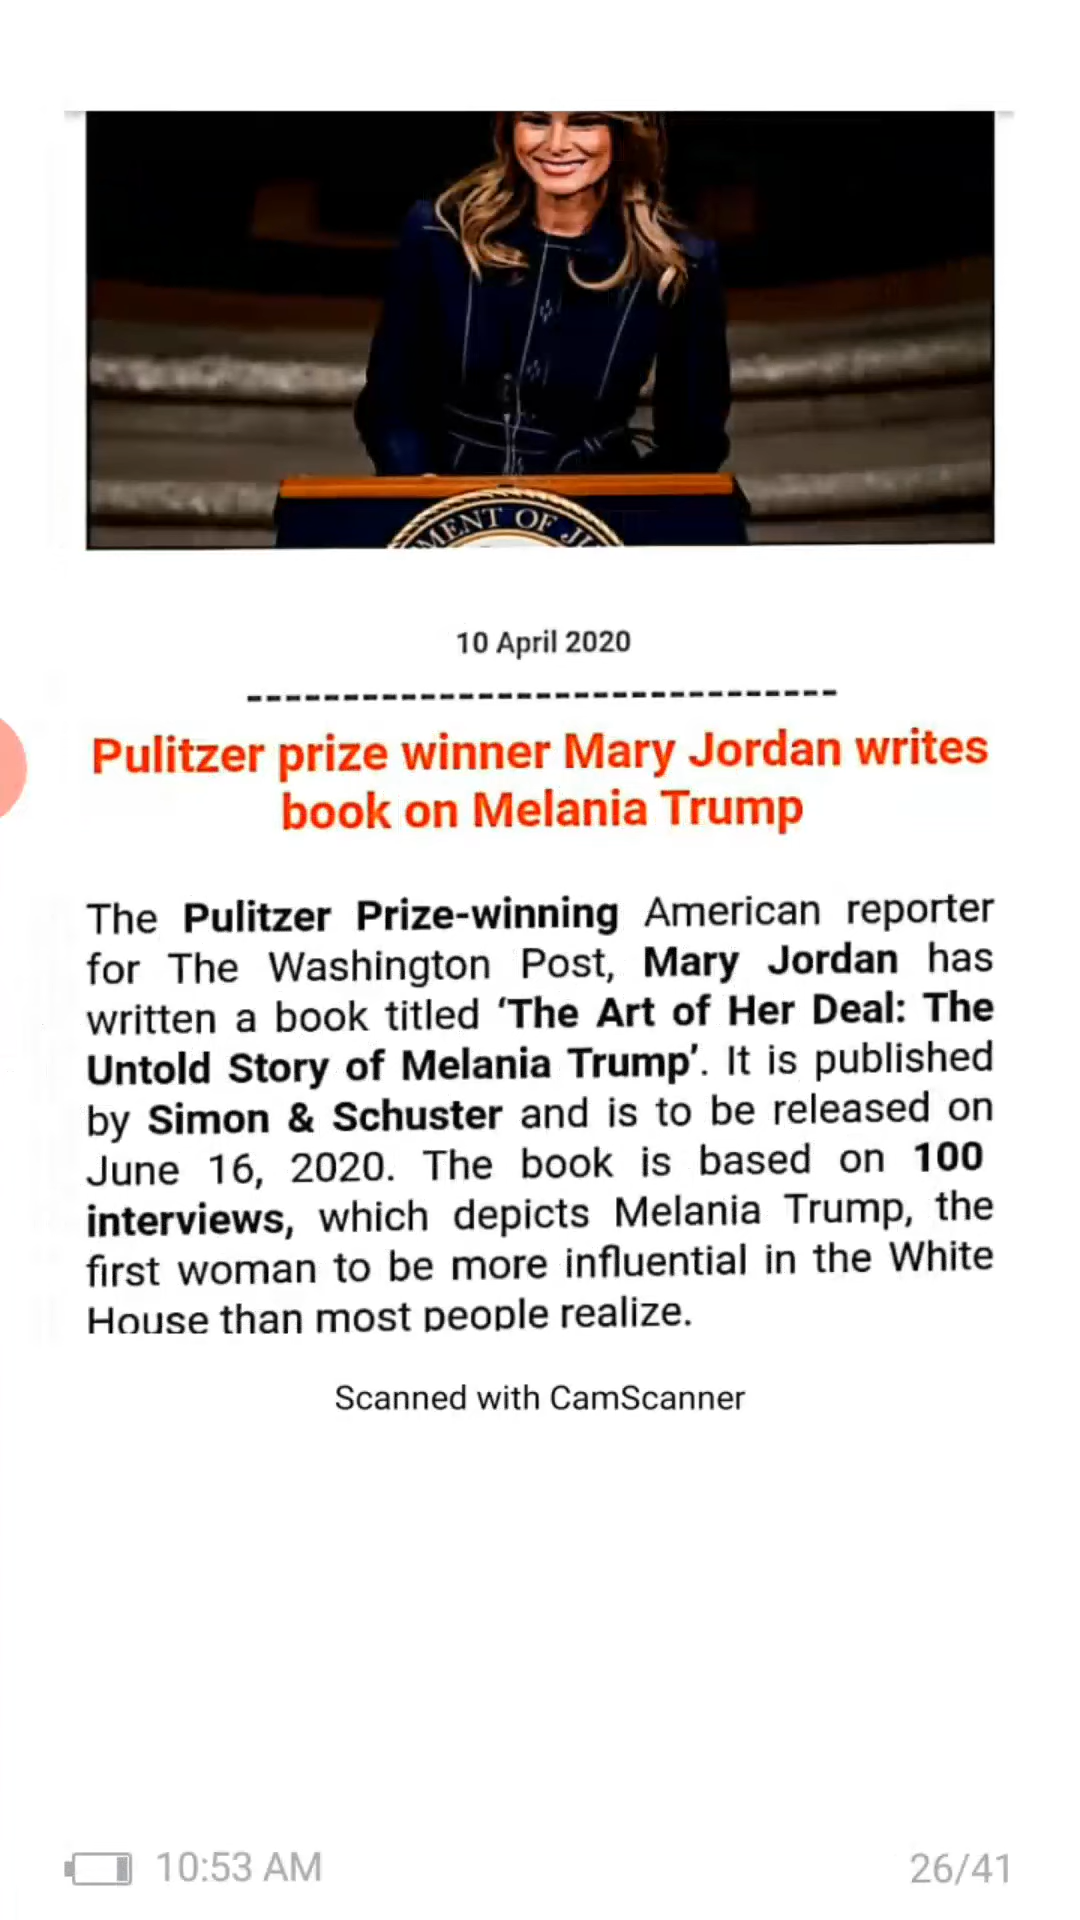 MENT OF JU
10 April 2020
-------------------------------
Pulitzer prize winner Mary Jordan writes
book on Melania Trump
The Pulitzer Prize-winning American reporter
for The Washington Post, Mary Jordan has
written a book titled ‘The Art of Her Deal: The
Untold Story of Melania Trump’. It is published
by Simon & Schuster and is to be released on
June 16, 2020. The book is based on 100
interviews, which depicts Melania Trump, the
first woman to be more influential in the White
House than most people realize.
Scanned with CamScanner
10:53 AM
26/41